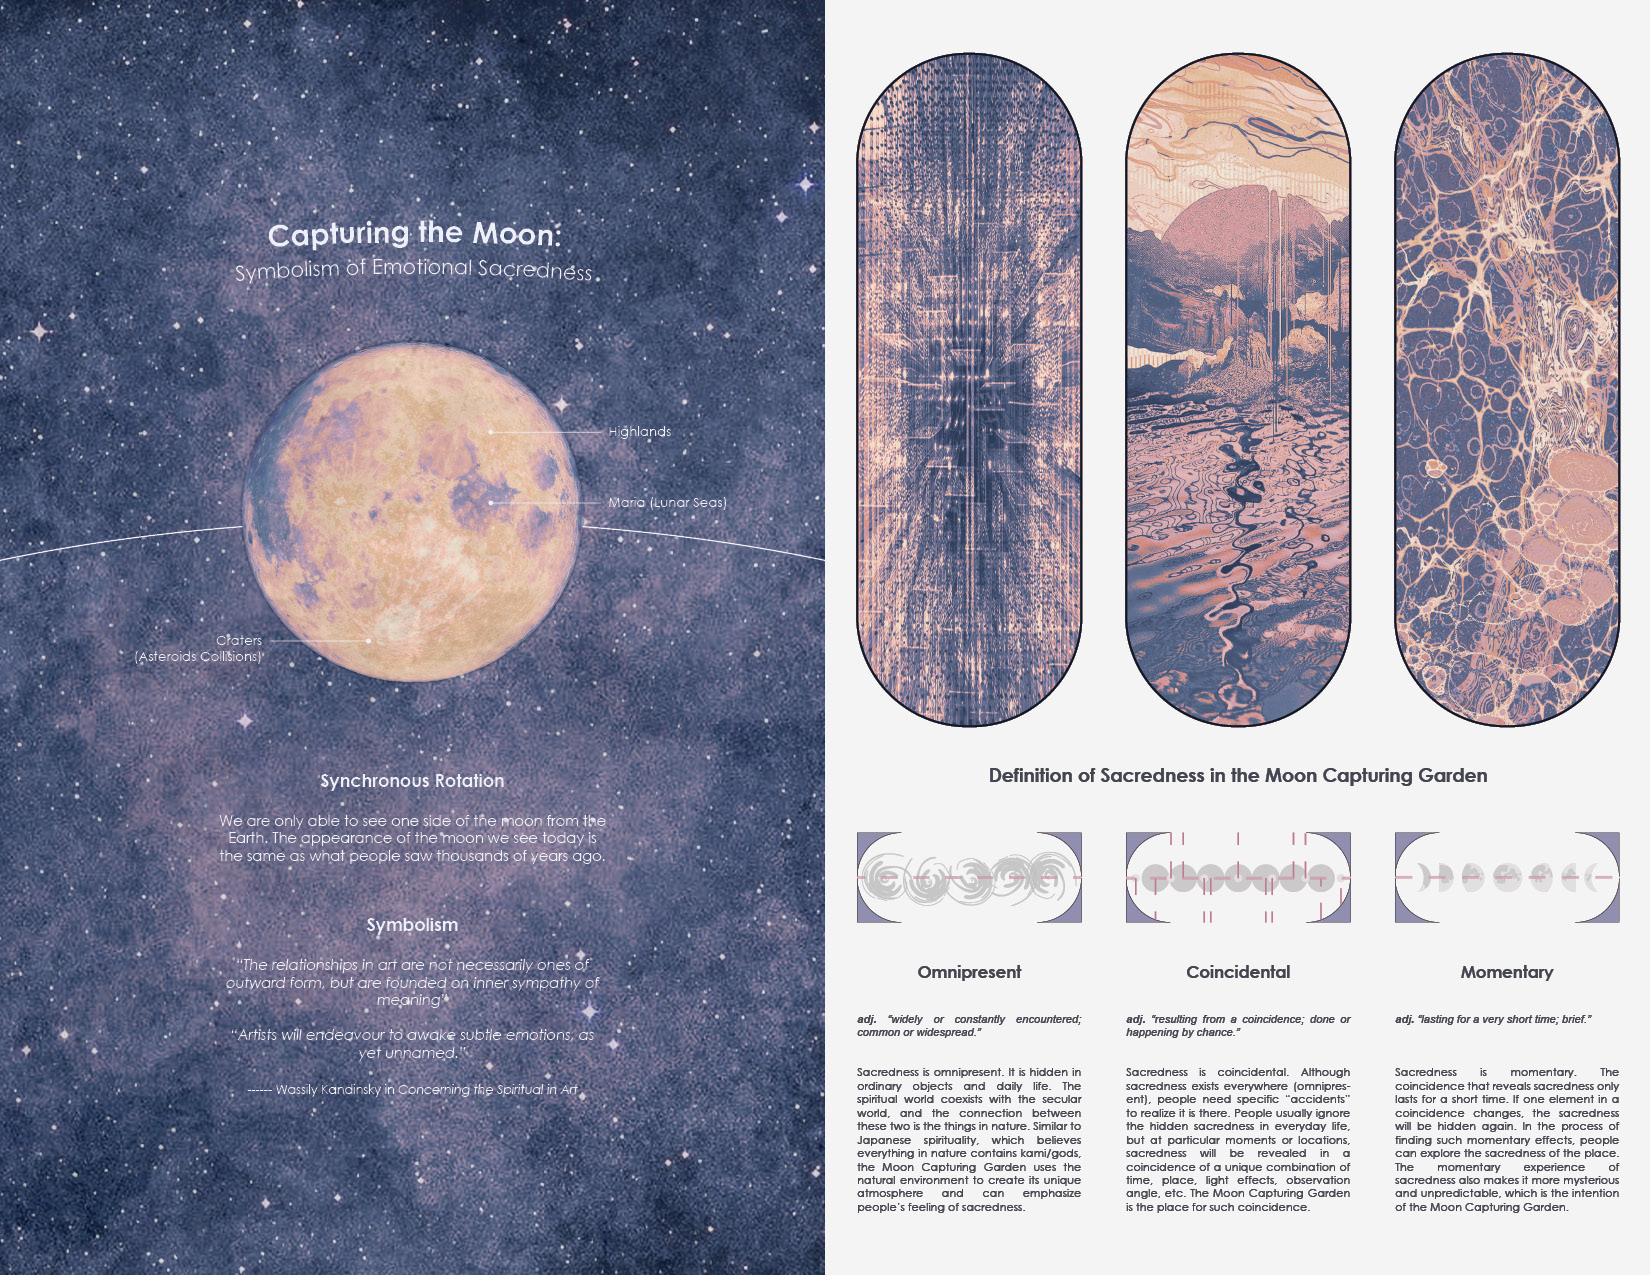 Capturing the Moon:
Symbolism of Emotional Sacredness
Highlands
Maria (Lunar Seas)
Craters
(Asteroids Collisions)
Synchronous Rotation
We are only able to see one side of the moon from the
Earth. The appearance of the moon we see today is
the same as what people saw thousands of years ago.
Symbolism
“The relationships in art are not necessarily ones of
outward form, but are founded on inner sympathy of
meaning”
“Artists will endeavour to awake subtle emotions, as
yet unnamed.”
------ Wassily Kandinsky in Concerning the Spiritual in Art
Definition of Sacredness in the Moon Capturing Garden
Omnipresent
adj. “widely or constantly encountered;
common or widespread.”
Sacredness is omnipresent. It is hidden in
ordinary objects and daily life. The
spiritual world coexists with the secular
world, and the connection between
these two is the things in nature. Similar to
Japanese spirituality, which believes
everything in nature contains kami/gods,
the Moon Capturing Garden uses the
natural environment to create its unique
atmosphere and can emphasize
people’s feeling of sacredness.
Coincidental
adj. “resulting from a coincidence; done or
happening by chance.”
Sacredness is coincidental. Although
sacredness exists everywhere (omnipres-
ent), people need specific “accidents”
to realize it is there. People usually ignore
the hidden sacredness in everyday life,
but at particular moments or locations,
sacredness will be revealed in a
coincidence of a unique combination of
time, place, light effects, observation
angle, etc. The Moon Capturing Garden
is the place for such coincidence.
Momentary
adj. “lasting for a very short time; brief.”
Sacredness is momentary. The
coincidence that reveals sacredness only
lasts for a short time. If one element in a
coincidence changes, the sacredness
will be hidden again. In the process of
finding such momentary effects, people
can explore the sacredness of the place.
The momentary experience of
sacredness also makes it more mysterious
and unpredictable, which is the intention
of the Moon Capturing Garden.